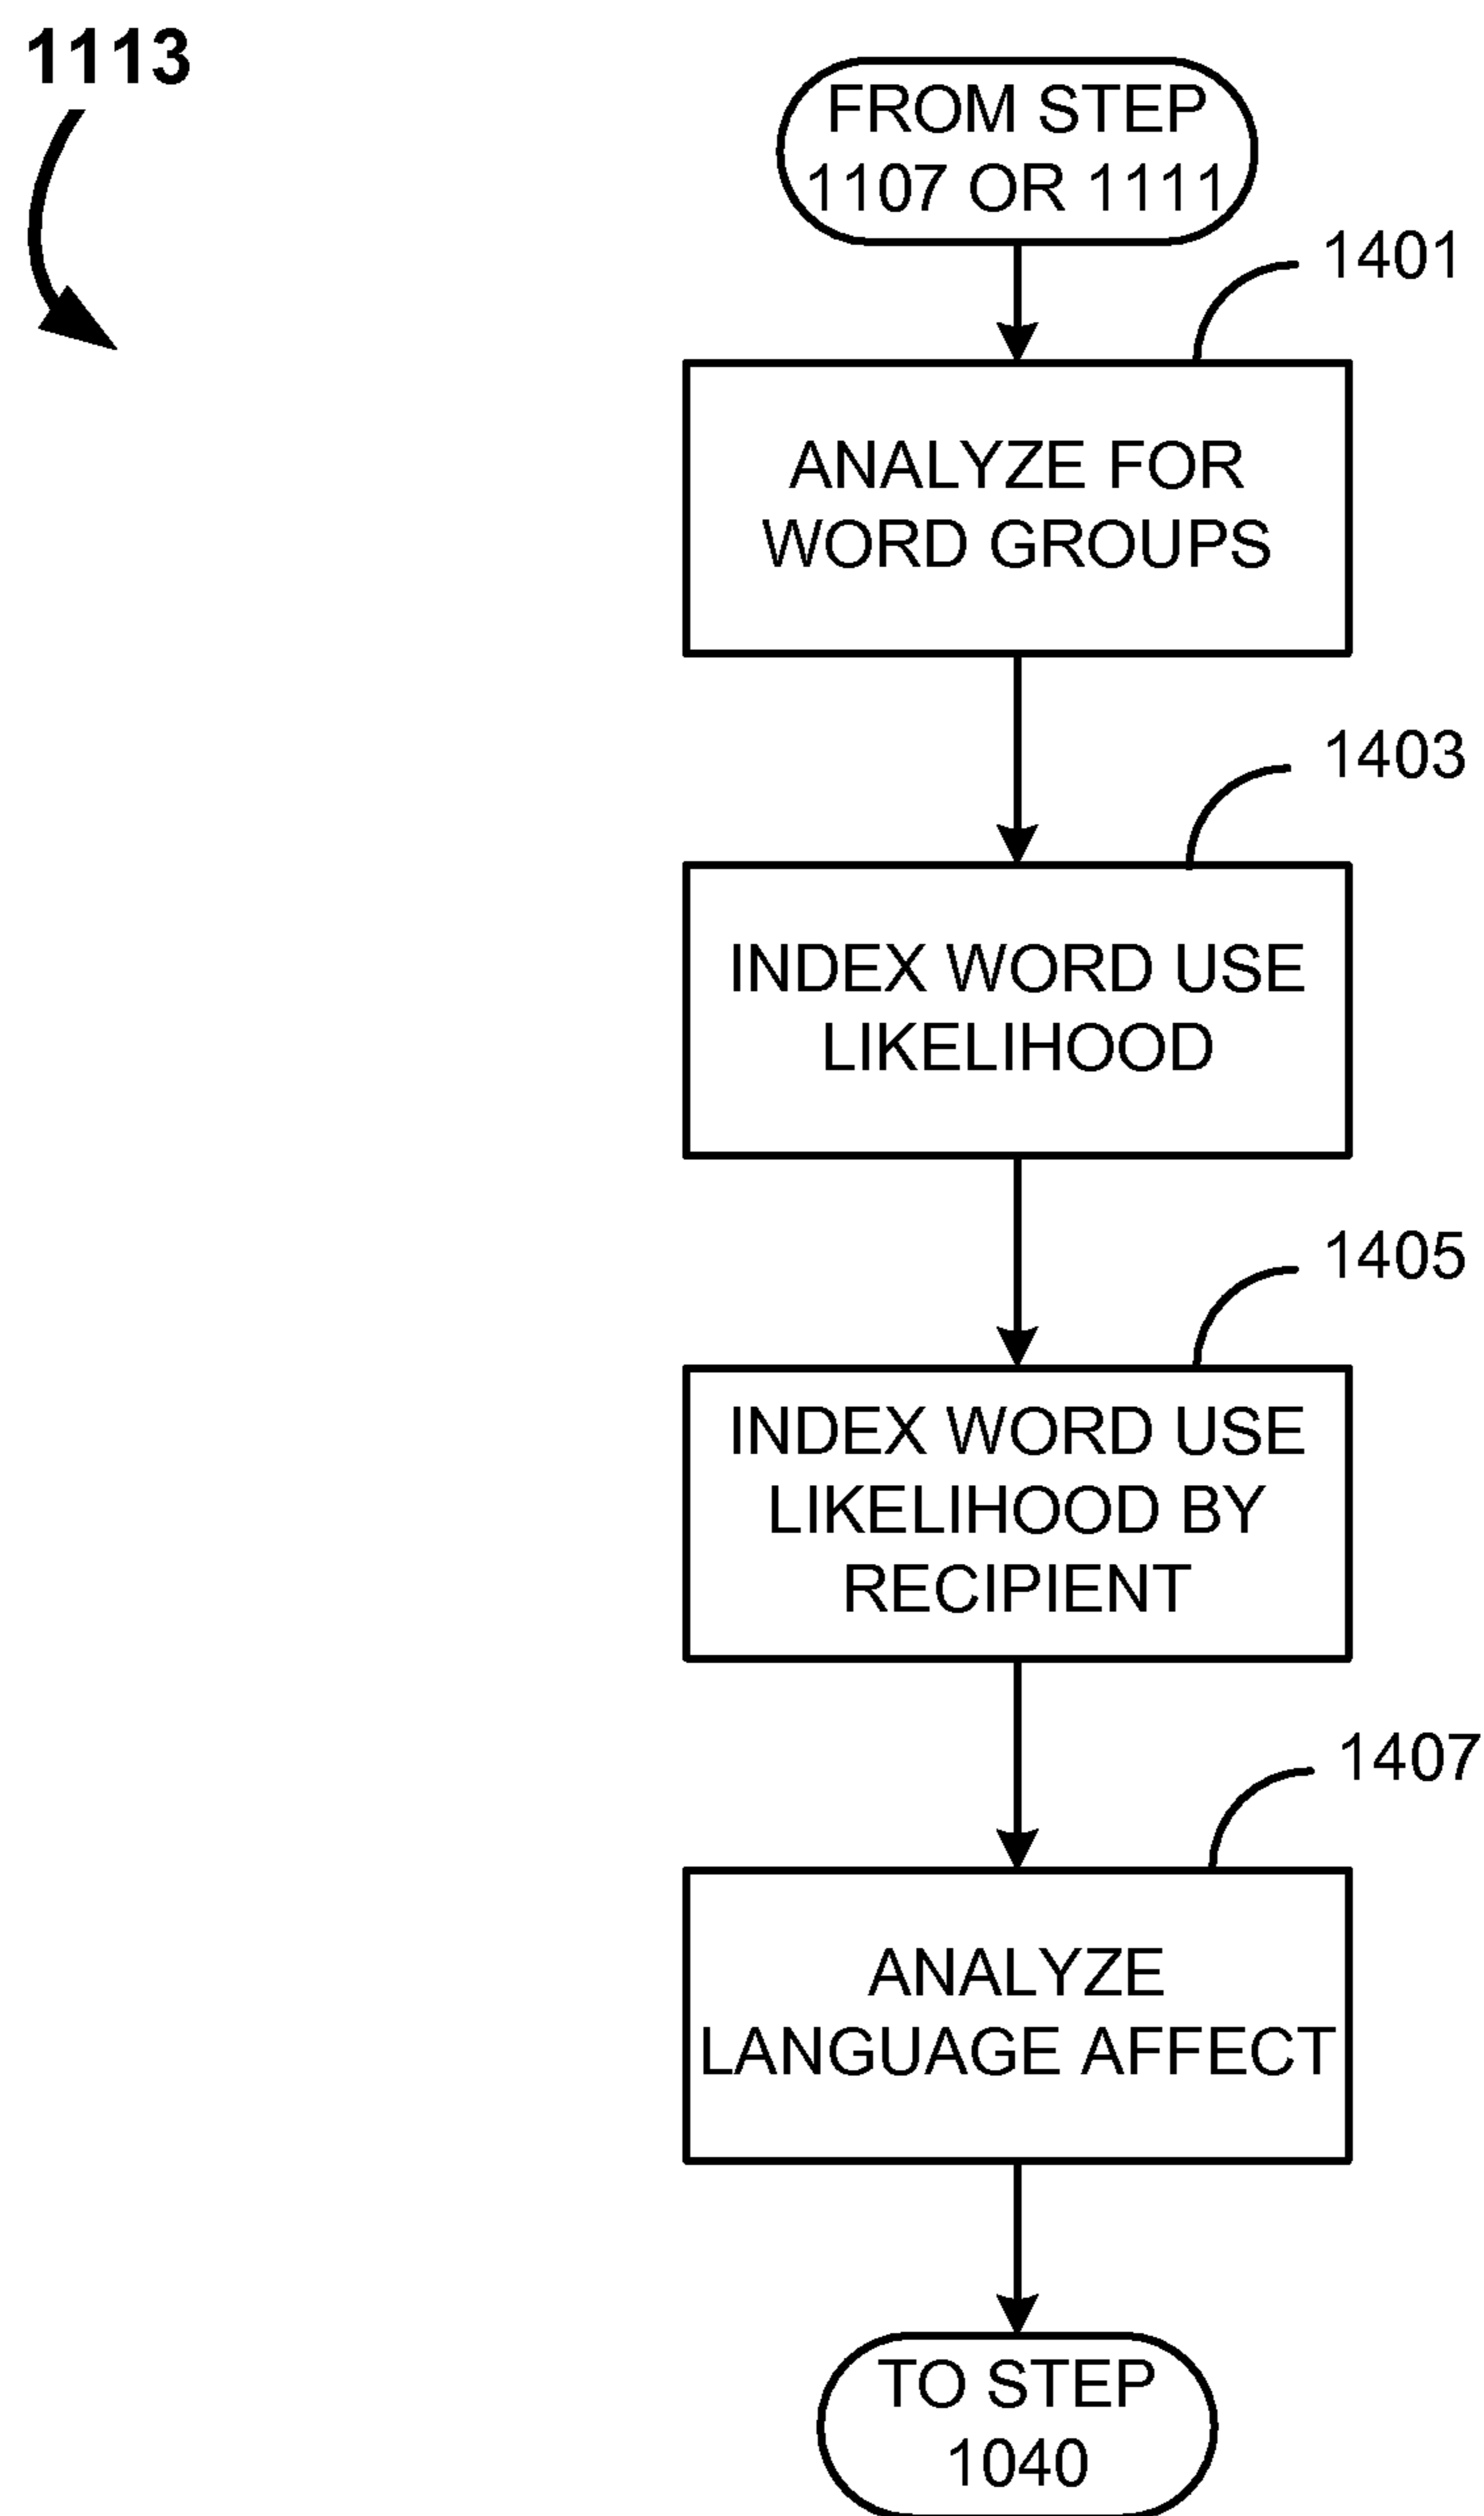 1113
FROM STEP
1107 OR 1111
1401
ANALYZE FOR
WORD GROUPS
1403
INDEX WORD USE
LIKELIHOOD
1405
INDEX WORD USE
LIKELIHOOD BY
RECIPIENT
1407
ANALYZE
LANGUAGE AFFECT
TO STEP
1040